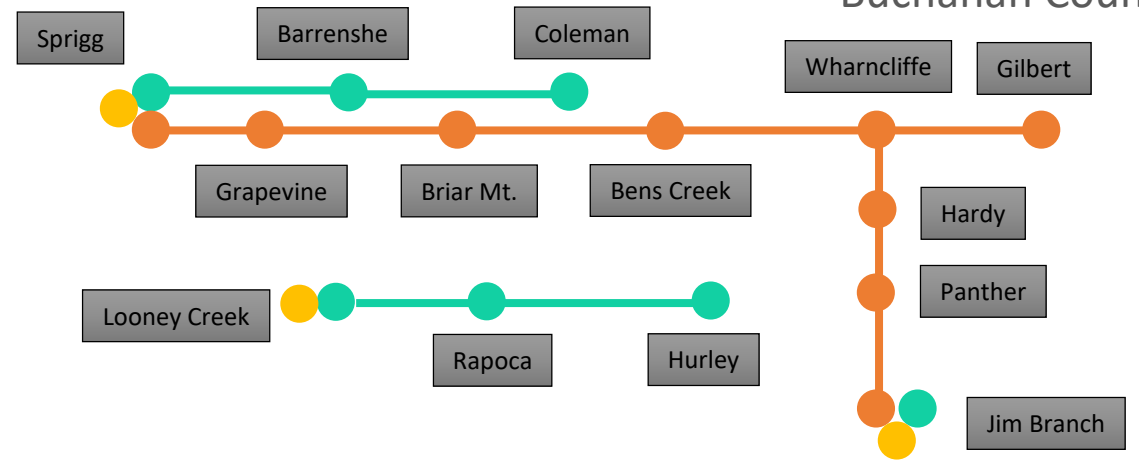 Buchanan Coun
Sprigg
Barrenshe
Coleman
Wharncliffe
Gilbert
Grapevine
Briar Mt.
Bens Creek
Hardy
Panther
Looney Creek
Rapoca
Hurley
Jim Branch